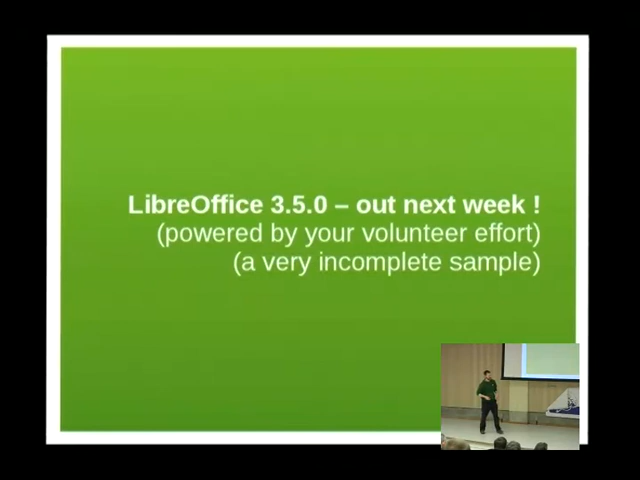 LibreOffice 3.5.0 – out next week !
(powered by your volunteer effort)
(a very incomplete sample)